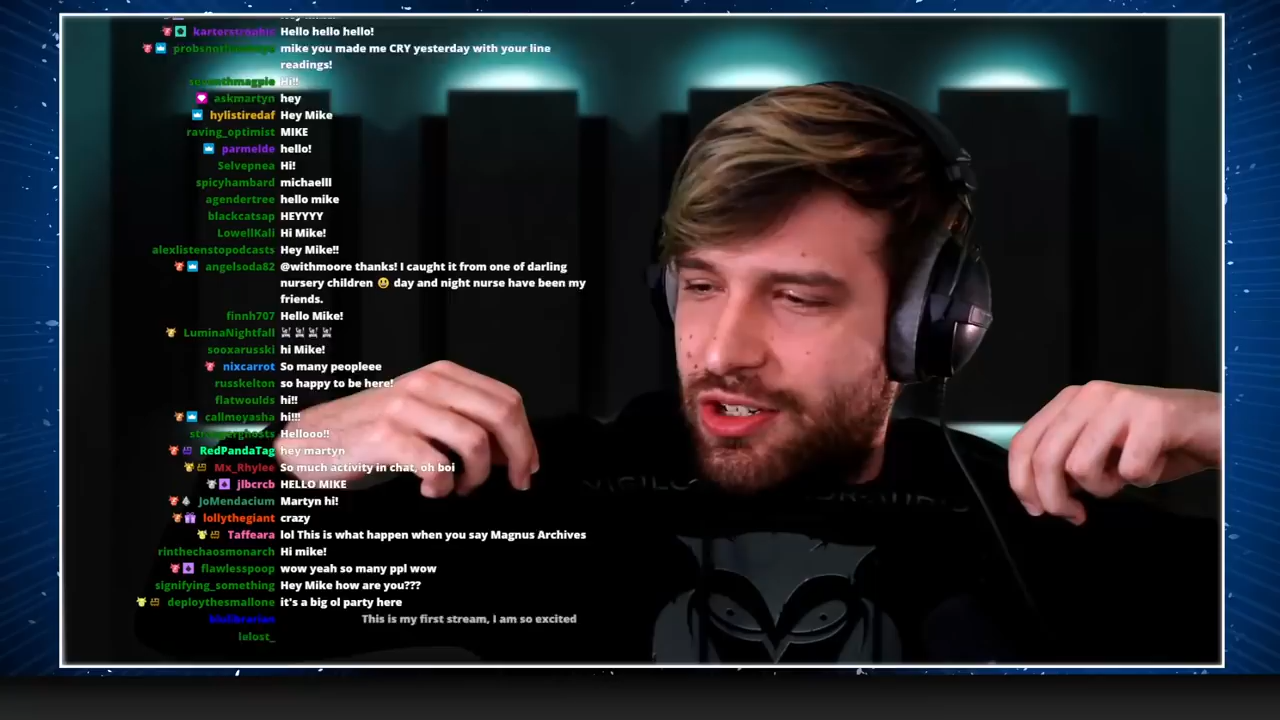 karterstrophic Hello hello hello!
mike you made me CRY yesterday with your line
readings!
seventhmagpie Hi!!
askmartyn hey
hylistiredaf Hey Mike
raving_optimist MIKE
parmelde hello!
Selvepnea Hi!
spicyhambard michaelll
agendertree hello mike
blackcatsap HEYYYY
LowellKali Hi Mike!
alexlistenstopodcasts Hey Mike!!
angelsoda82 @withmoore thanks! I caught it from one of darling
nursery children 😃 day and night nurse have been my
friends.
finnh707 Hello Mike!
LuminaNightfall
sooxarusski hi Mike!
nixcarrot So many peopleee
russkelton so happy to be here!
flatwoulds hi!!
callmeyasha hi!!!
strangerghosts Hellooo!!
RedPandaTag hey martyn
Mx_Rhylee So much activity in chat, oh boi
jlbcrcb HELLO MIKE
JoMendacium Martyn hi!
lollythegiant crazy
Taffeara lol This is what happen when you say Magnus Archives
rinthechaosmonarch Hi mike!
flawlesspoop wow yeah so many ppl wow
signifying_something Hey Mike how are you???
deploythesmallone it's a big ol party here
This is my first stream, I am so excited
lelost_